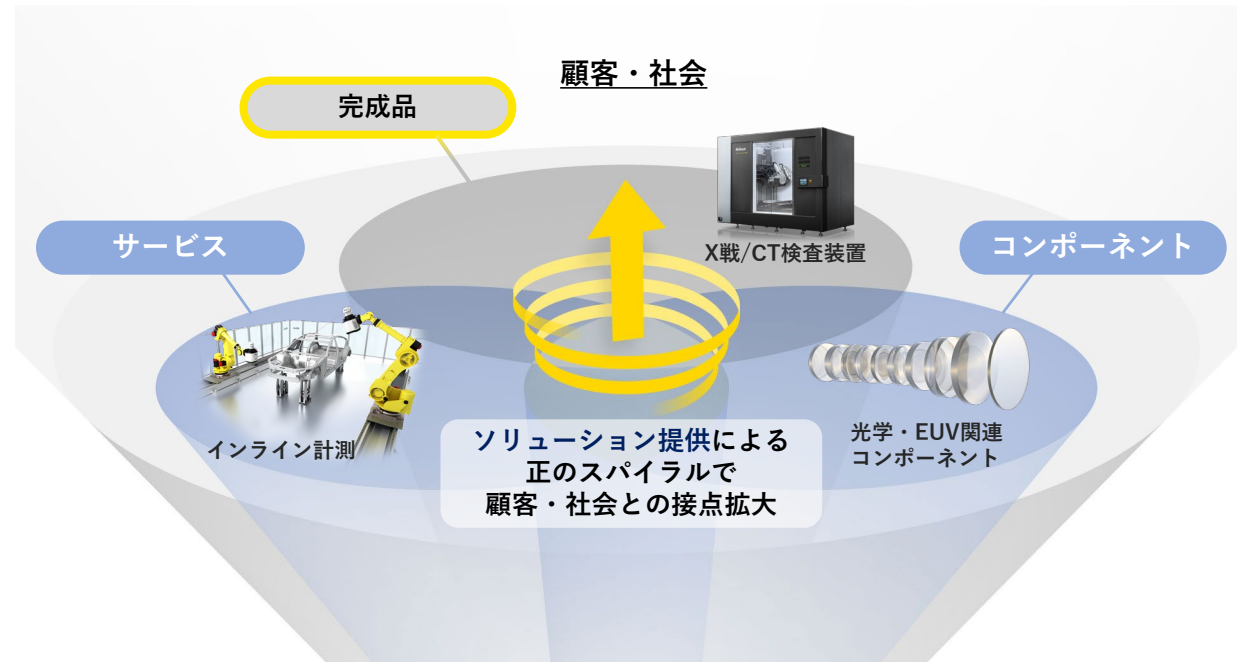 顧客・社会
完成品
サービス
コンポーネント
X戦/CT検査装置
インライン計測
光学・EUV関連
コンポーネント
ソリューション提供による
正のスパイラルで
顧客・社会との接点拡大